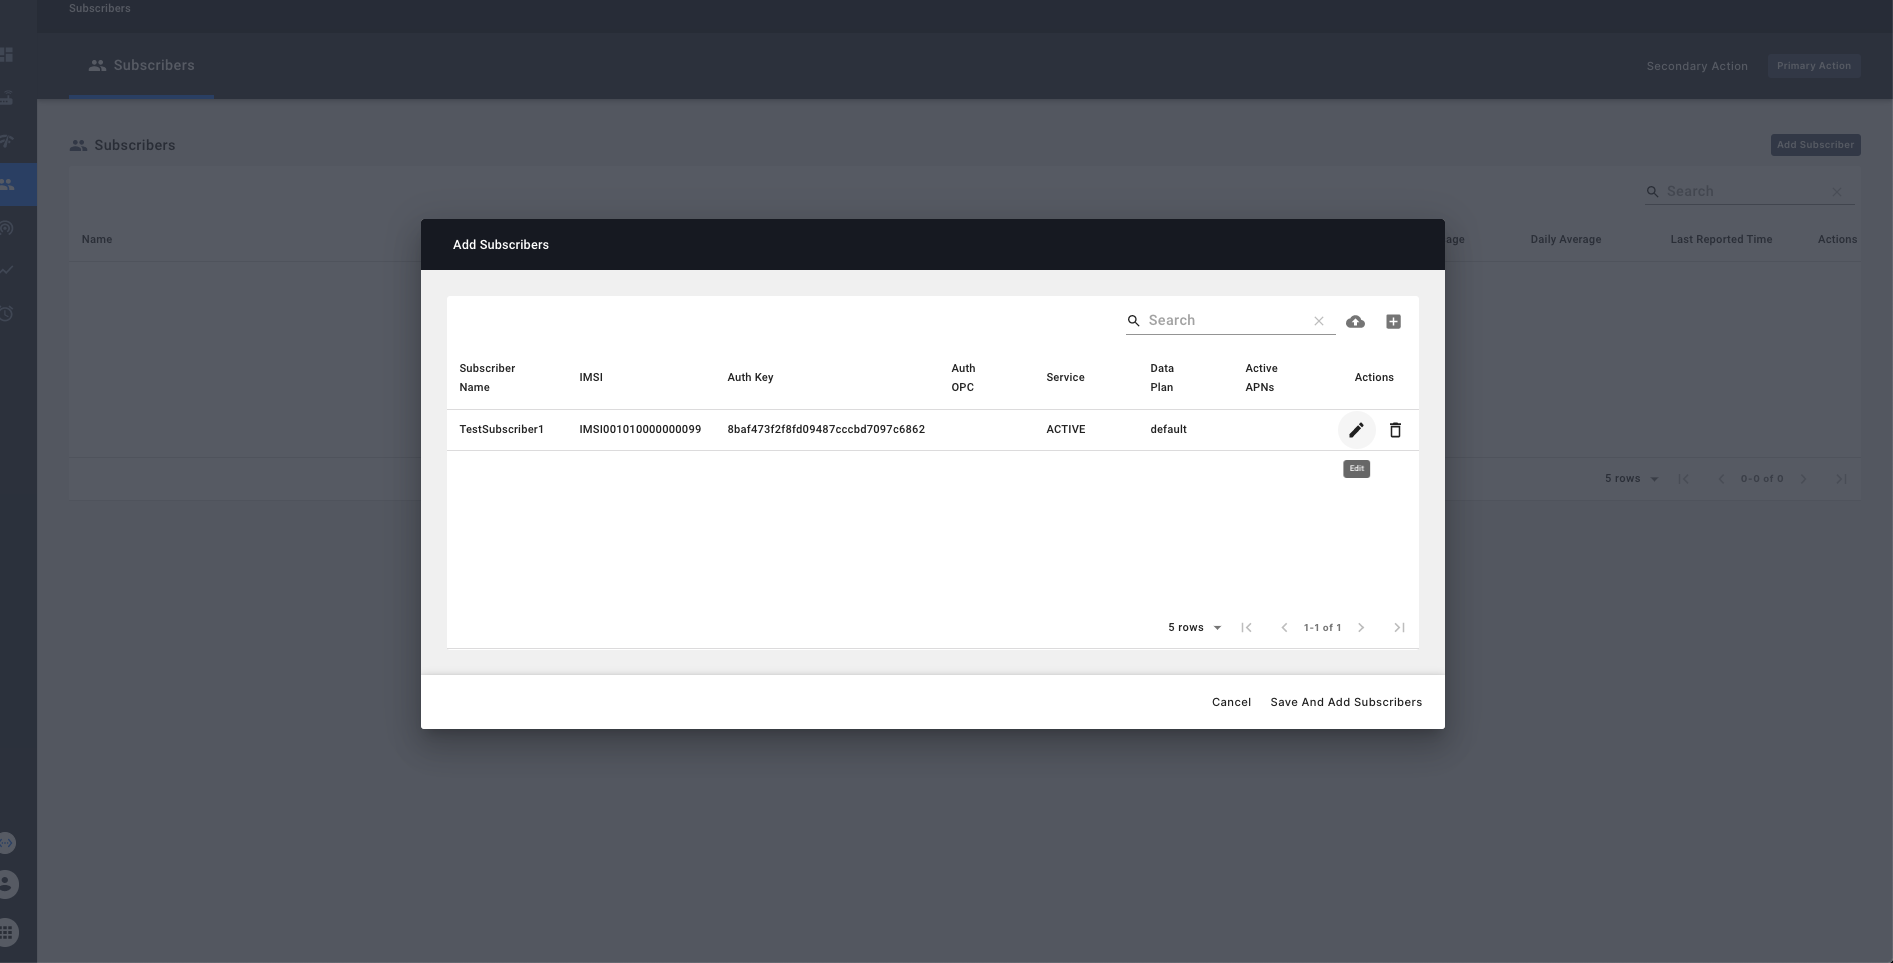 Subscribers
Subscribers
Secondary Action
Primary Action
Subscribers
Add Subscriber
Search
Name
age
Daily Average
Last Reported Time
Actions
5 rows
0-0 of 0
Add Subscribers
Search
Subscriber
Name
IMSI
Auth Key
Auth
OPC
Service
Data
Plan
Active
APNs
Actions
TestSubscriber1
IMSI001010000000099
8baf473f2f8fd09487cccbd7097c6862
ACTIVE
default
Edit
5 rows
1-1 of 1
Cancel
Save And Add Subscribers